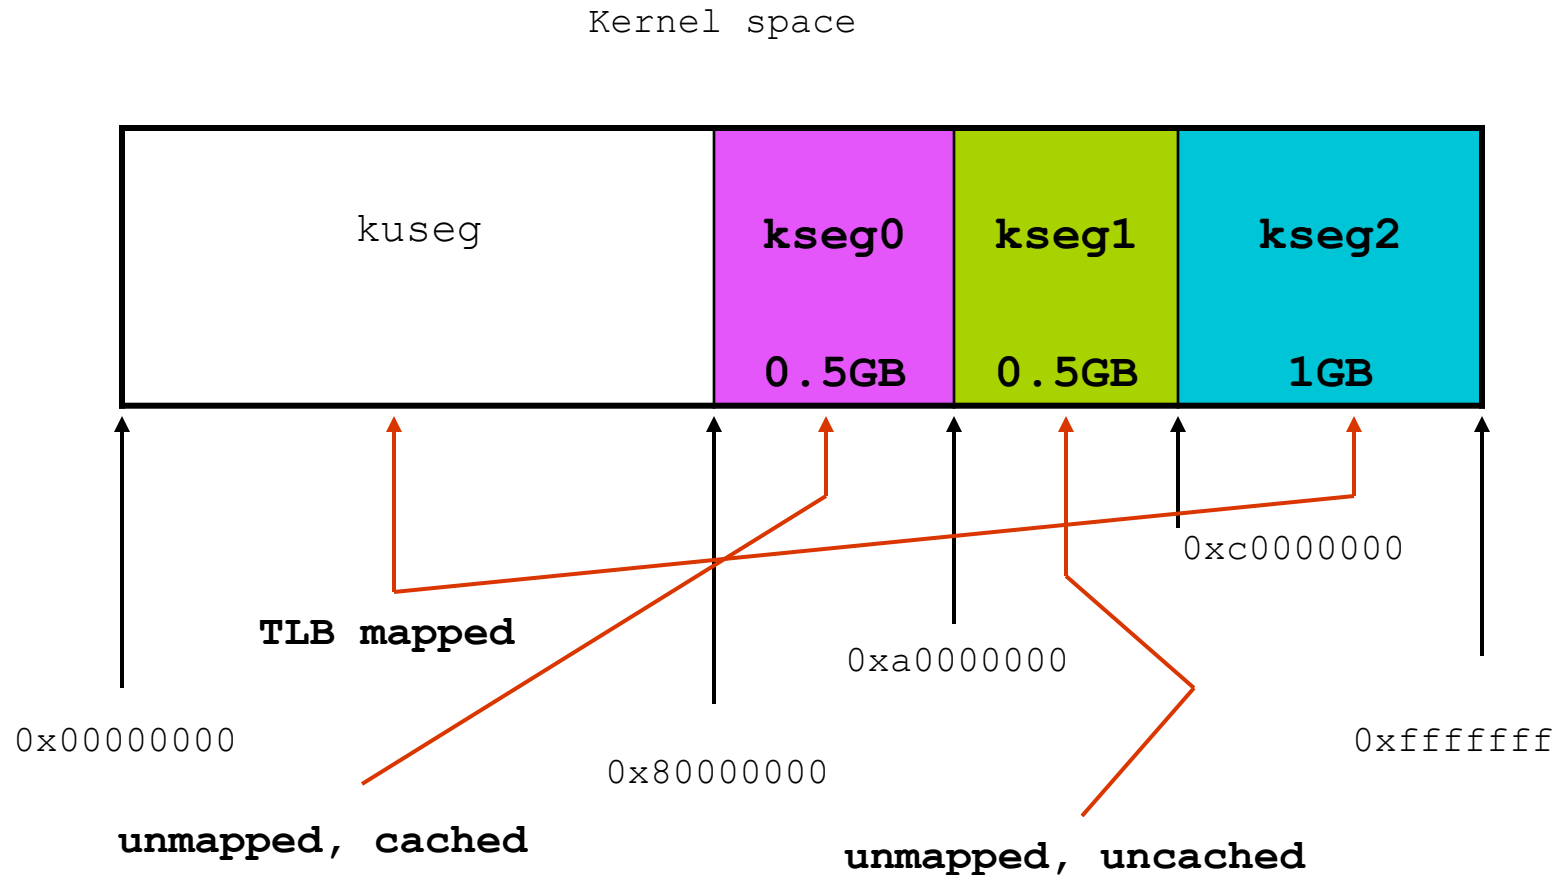 Kernel space
kuseg
kseg0
kseg1
kseg2
0.5GB
0.5GB
1GB
0xc0000000
TLB mapped
0xa0000000
0x00000000
0xfffffff
0x80000000
unmapped, cached
unmapped, uncached